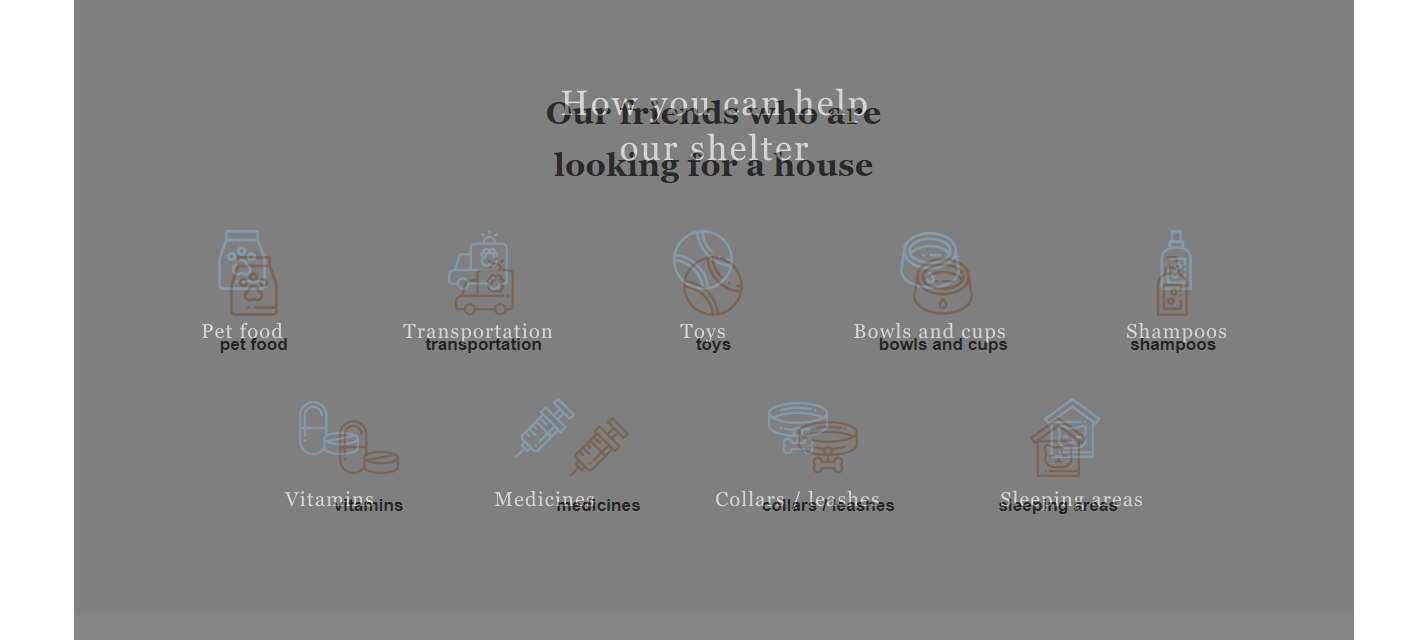 How you can help
Our friends who are
our shelter
looking for a house
Pet food Transportation Toys Bowls and cups Shampoos
pet food transportation toys bowls and cups shampoos
Vitamins Medicines Collars / leashes Sleeping areas
vitamins medicines collars / leashes sleeping areas